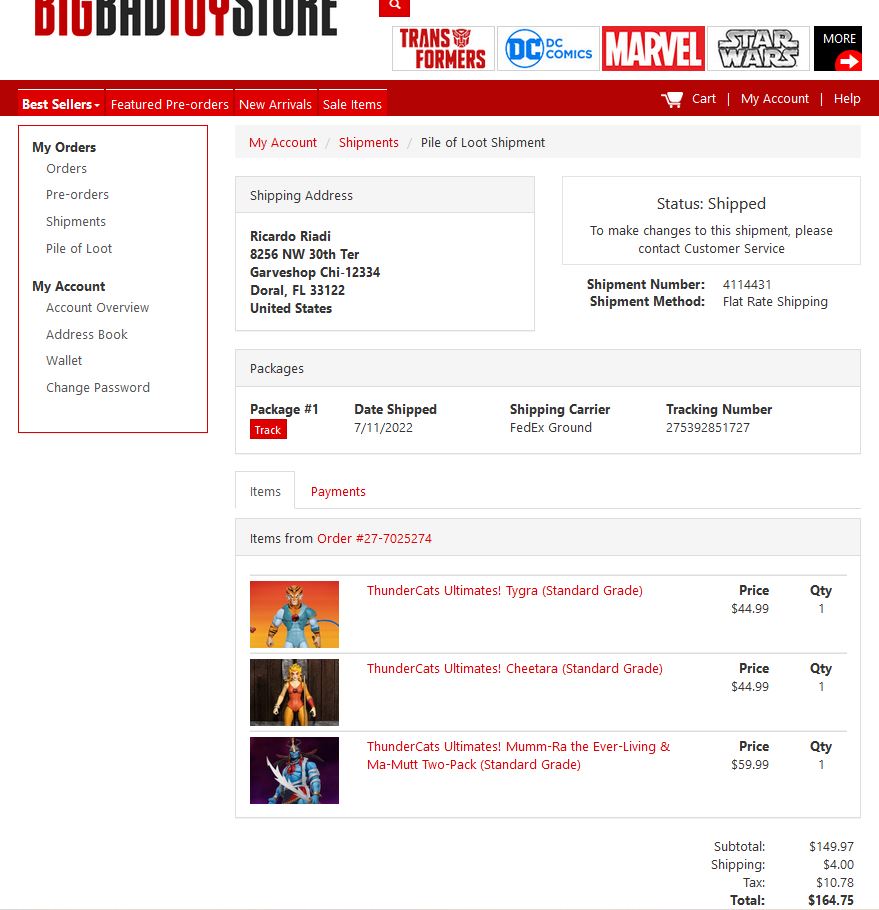 BIGBADTOYSTORE
TRANSFORMERS
DC DC COMICS
MARVEL
STAR WARS
MORE
Best Sellers
Featured Pre-orders
New Arrivals
Sale Items
Cart | My Account | Help
My Orders
Orders
Pre-orders
Shipments
Pile of Loot
My Account
Account Overview
Address Book
Wallet
Change Password
My Account / Shipments / Pile of Loot Shipment
Shipping Address
Ricardo Riadi
8256 NW 30th Ter
Garveshop Chi-12334
Doral, FL 33122
United States
Status: Shipped
To make changes to this shipment, please
contact Customer Service
Shipment Number: 4114431
Shipment Method: Flat Rate Shipping
Packages
Package #1 Date Shipped Shipping Carrier Tracking Number
Track 7/11/2022 FedEx Ground 275392851727
Items Payments
Items from Order #27-7025274
ThunderCats Ultimates! Tygra (Standard Grade) Price Qty
$44.99 1
ThunderCats Ultimates! Cheetara (Standard Grade) Price Qty
$44.99 1
ThunderCats Ultimates! Mumm-Ra the Ever-Living & Price Qty
Ma-Mutt Two-Pack (Standard Grade) $59.99 1
Subtotal: $149.97
Shipping: $4.00
Tax: $10.78
Total: $164.75